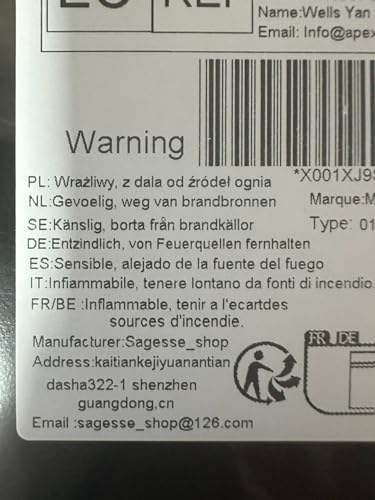 Name:Wells Yan
Email: Info@apex
Warning
*X001XJ9S
PL: Wrażliwy, z dala od źródeł ognia
NL:Gevoelig, weg van brandbronnen
Marque:M
SE:Känslig, borta från brandkällor
Type: 01
DE:Entzindlich, von Feuerquellen fernhalten
ES:Sensible, alejado de la fuente del fuego
IT:Infiammabile, tenere lontano da fonti di incendio.
FR/BE :Inflammable, tenir a l'ecartdes
sources d'incendie.
Manufacturer:Sagesse_shop
FR DE
Address:kaitiankejiyuanantian
dasha322-1 shenzhen
guangdong,cn
Email :sagesse_shop@126.com